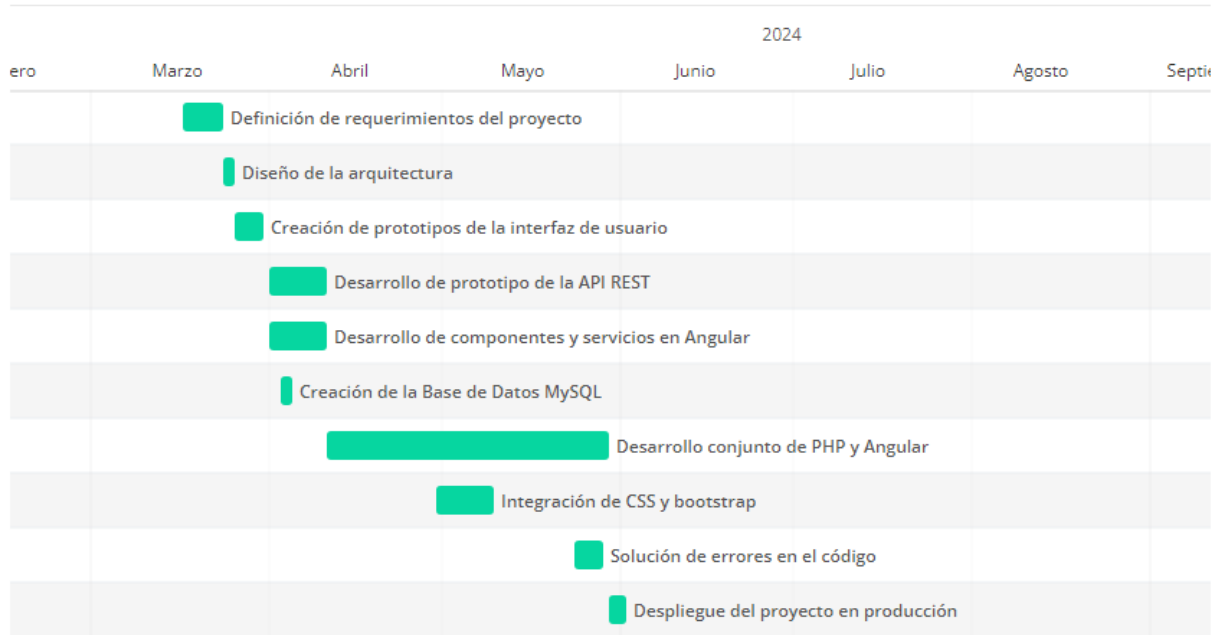 2024
ero Marzo Abril Mayo Junio Julio Agosto Septie
Definición de requerimientos del proyecto
Diseño de la arquitectura
Creación de prototipos de la interfaz de usuario
Desarrollo de prototipo de la API REST
Desarrollo de componentes y servicios en Angular
Creación de la Base de Datos MySQL
Desarrollo conjunto de PHP y Angular
Integración de CSS y bootstrap
Solución de errores en el código
Despliegue del proyecto en producción